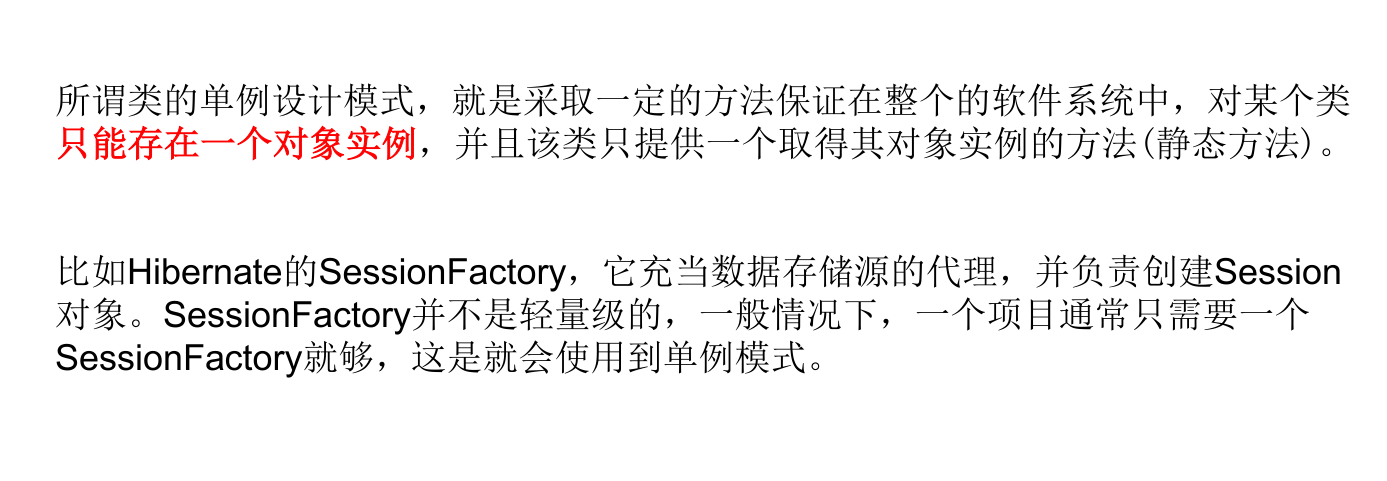 所谓类的单例设计模式，就是采取一定的方法保证在整个的软件系统中，对某个类
只能存在一个对象实例，并且该类只提供一个取得其对象实例的方法(静态方法)。
比如Hibernate的SessionFactory，它充当数据存储源的代理，并负责创建Session
对象。SessionFactory并不是轻量级的，一般情况下，一个项目通常只需要一个
SessionFactory就够，这是就会使用到单例模式。